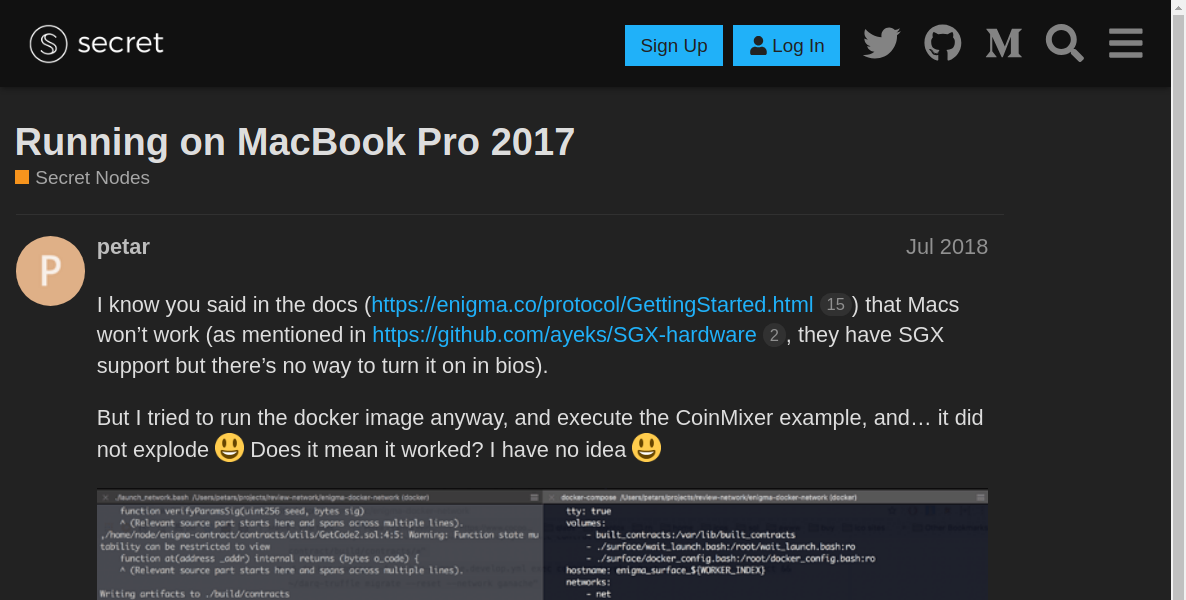 secret
Sign Up
Log In
Running on MacBook Pro 2017
Secret Nodes
P
petar
Jul 2018
I know you said in the docs (https://enigma.co/protocol/GettingStarted.html 15) that Macs
won’t work (as mentioned in https://github.com/ayeks/SGX-hardware 2, they have SGX
support but there’s no way to turn it on in bios).
But I tried to run the docker image anyway, and execute the CoinMixer example, and… it did
not explode 😃 Does it mean it worked? I have no idea 😃
./launch_network.bash /Users/petars/projects/review-network/enigma-docker-network (docker)
function verifyParamsSig(uint256 seed, bytes sig)
^ (Relevant source part starts here and spans across multiple lines).
,/home/node/enigma-contract/contracts/utils/GetCode2.sol:4:5: Warning: Function state mu
tability can be restricted to view
function at(address _addr) internal returns (bytes o_code) {
^ (Relevant source part starts here and spans across multiple lines).
Writing artifacts to ./build/contracts
docker-compose /Users/petars/projects/review-network/enigma-docker-network (docker)
tty: true
volumes:
- built_contracts:/var/lib/built_contracts
- ./surface/wait_launch.bash:/root/wait_launch.bash:ro
- ./surface/docker_config.bash:/root/docker_config.bash:ro
hostname: enigma_surface_${WORKER_INDEX}
networks:
- net